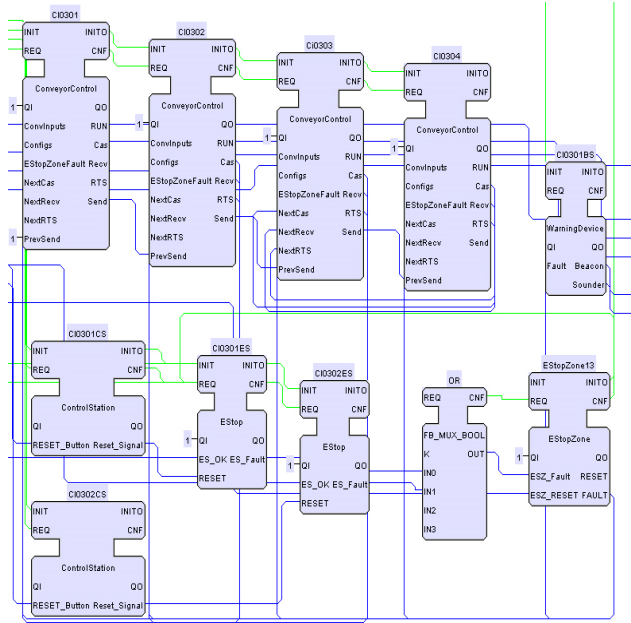 CI0301
INIT INITO
REQ CNF
ConveyorControl
1 QI QO
ConvInputs RUN
Configs Cas
EStopZoneFault Recv
NextCas RTS
NextRecv Send
NextRTS
1 PrevSend
CI0302
INIT INITO
REQ CNF
ConveyorControl
1 QI QO
ConvInputs RUN
Configs Cas
EStopZoneFault Recv
NextCas RTS
NextRecv Send
NextRTS
PrevSend
CI0303
INIT INITO
REQ CNF
ConveyorControl
1 QI QO
ConvInputs RUN
Configs Cas
EStopZoneFault Recv
NextCas RTS
NextRecv Send
NextRTS
PrevSend
CI0304
INIT INITO
REQ CNF
ConveyorControl
1 QI QO
ConvInputs RUN
Configs Cas
EStopZoneFault Recv
NextCas RTS
NextRecv Send
NextRTS
PrevSend
CI0301BS
INIT INITO
REQ CNF
WarningDevice
QI QO
Fault Beacon
Sounder
CI0301CS
INIT INITO
REQ CNF
ControlStation
QI QO
RESET_Button Reset_Signal
CI0301ES
INIT INITO
REQ CNF
EStop
1 QI QO
ES_OK ES_Fault
RESET
CI0302ES
INIT INITO
REQ CNF
EStop
1 QI QO
ES_OK ES_Fault
RESET
OR
REQ CNF
FB_MUX_BOOL
K OUT
IN0
IN1
IN2
IN3
EStopZone13
INIT INITO
REQ CNF
EStopZone
1 QI QO
ESZ_Fault RESET
ESZ_RESET FAULT
CI0302CS
INIT INITO
REQ CNF
ControlStation
QI QO
RESET_Button Reset_Signal